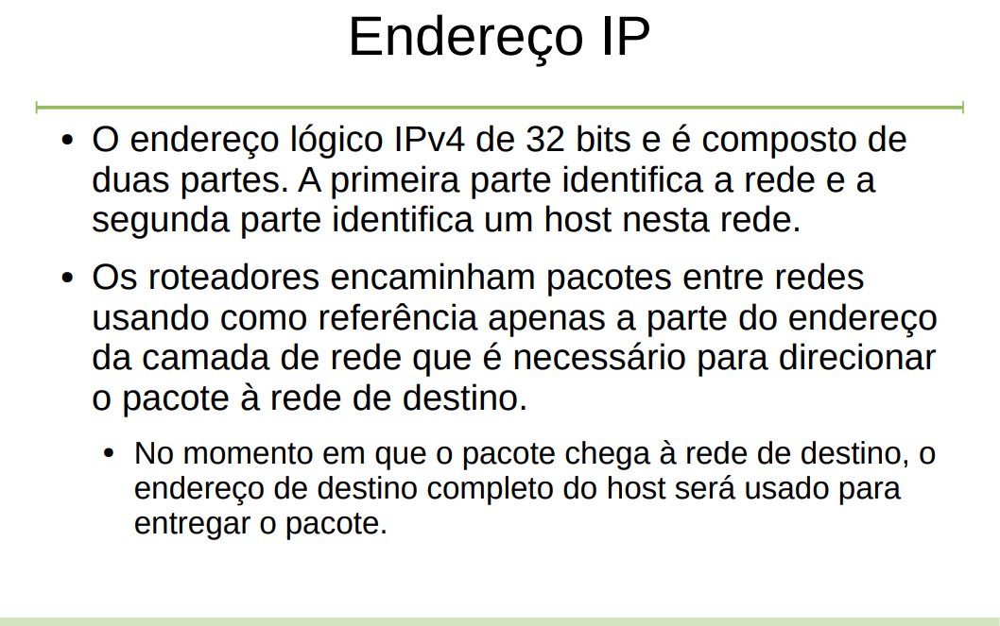 Endereço IP
• O endereço lógico IPv4 de 32 bits e é composto de
duas partes. A primeira parte identifica a rede e a
segunda parte identifica um host nesta rede.
• Os roteadores encaminham pacotes entre redes
usando como referência apenas a parte do endereço
da camada de rede que é necessário para direcionar
o pacote à rede de destino.
• No momento em que o pacote chega à rede de destino, o
endereço de destino completo do host será usado para
entregar o pacote.